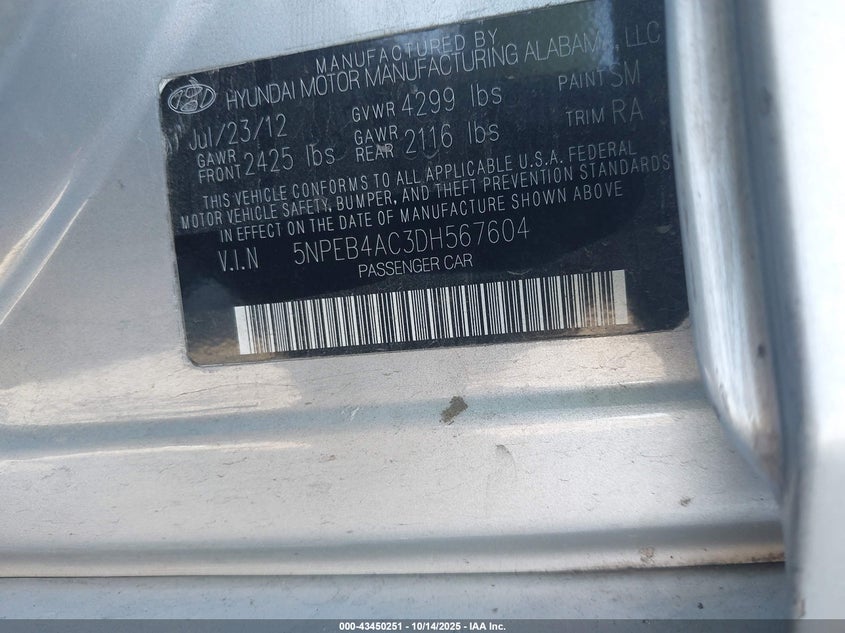 MANUFACTURED BY
HYUNDAI MOTOR MANUFACTURING ALABAMA, LLC
Jul/23/12 GVWR 4299 lbs PAINT SM
GAWR FRONT 2425 lbs GAWR REAR 2116 lbs TRIM RA
THIS VEHICLE CONFORMS TO ALL APPLICABLE U.S.A. FEDERAL
MOTOR VEHICLE SAFETY, BUMPER, AND THEFT PREVENTION STANDARDS
IN EFFECT ON THE DATE OF MANUFACTURE SHOWN ABOVE
V.I.N 5NPEB4AC3DH567604
PASSENGER CAR
000-43450251 | 10/14/2025 | IAA Inc.